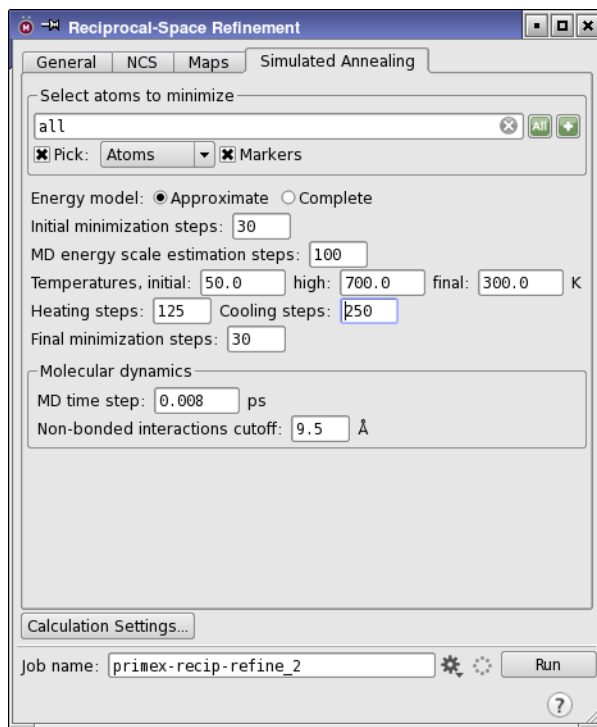 Reciprocal-Space Refinement
General NCS Maps Simulated Annealing
Select atoms to minimize
all All
Pick: Atoms Markers
Energy model: Approximate Complete
Initial minimization steps: 30
MD energy scale estimation steps: 100
Temperatures, initial: 50.0 high: 700.0 final: 300.0 K
Heating steps: 125 Cooling steps: 250
Final minimization steps: 30
Molecular dynamics
MD time step: 0.008 ps
Non-bonded interactions cutoff: 9.5 Å
Calculation Settings...
Job name: primex-recip-refine_2 Run
?